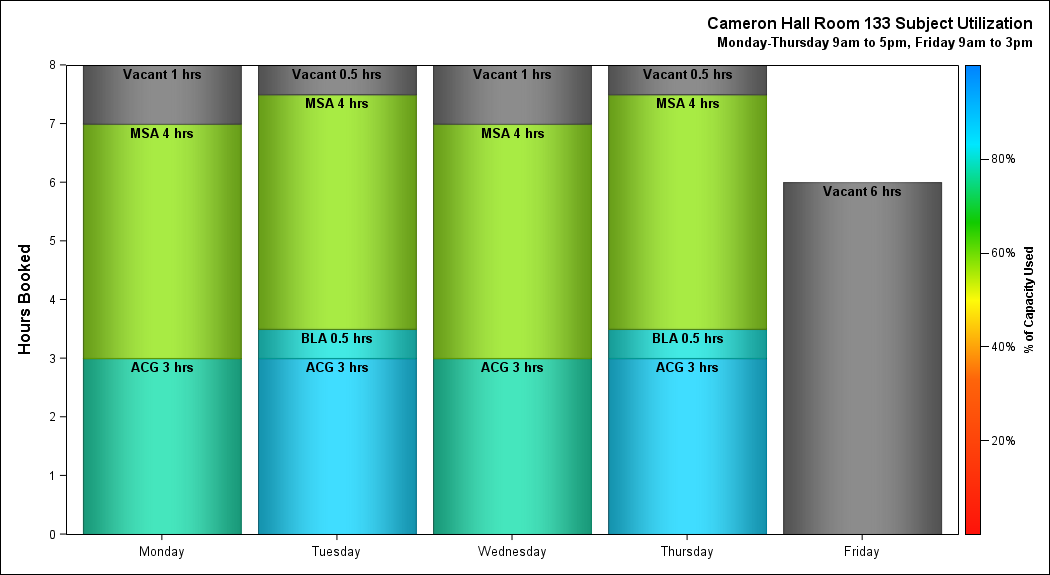 Cameron Hall Room 133 Subject Utilization
Monday-Thursday 9am to 5pm, Friday 9am to 3pm
Hours Booked
8
7
6
5
4
3
2
1
0
Vacant 1 hrs
MSA 4 hrs
ACG 3 hrs
Vacant 0.5 hrs
MSA 4 hrs
BLA 0.5 hrs
ACG 3 hrs
Vacant 1 hrs
MSA 4 hrs
ACG 3 hrs
Vacant 0.5 hrs
MSA 4 hrs
BLA 0.5 hrs
ACG 3 hrs
Vacant 6 hrs
Monday
Tuesday
Wednesday
Thursday
Friday
80%
60%
40%
20%
% of Capacity Used